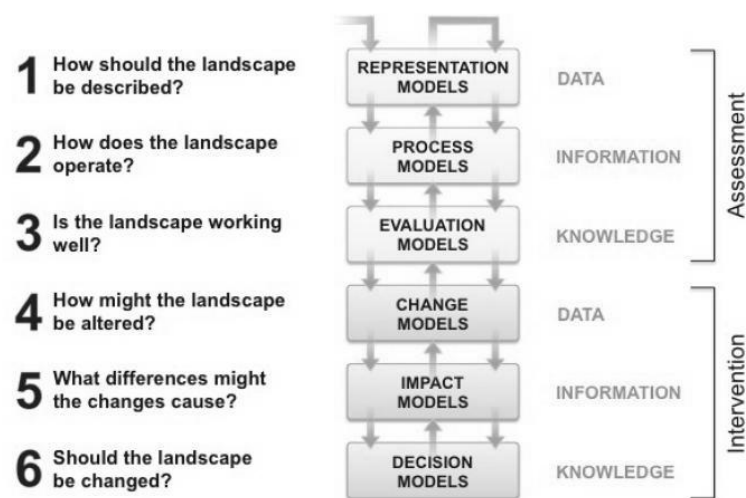 1 How should the landscape
be described?
REPRESENTATION
MODELS
DATA
2 How does the landscape
operate?
PROCESS
MODELS
INFORMATION
3 Is the landscape working
well?
EVALUATION
MODELS
KNOWLEDGE
Assessment
4 How might the landscape
be altered?
CHANGE
MODELS
DATA
5 What differences might
the changes cause?
IMPACT
MODELS
INFORMATION
6 Should the landscape
be changed?
DECISION
MODELS
KNOWLEDGE
Intervention